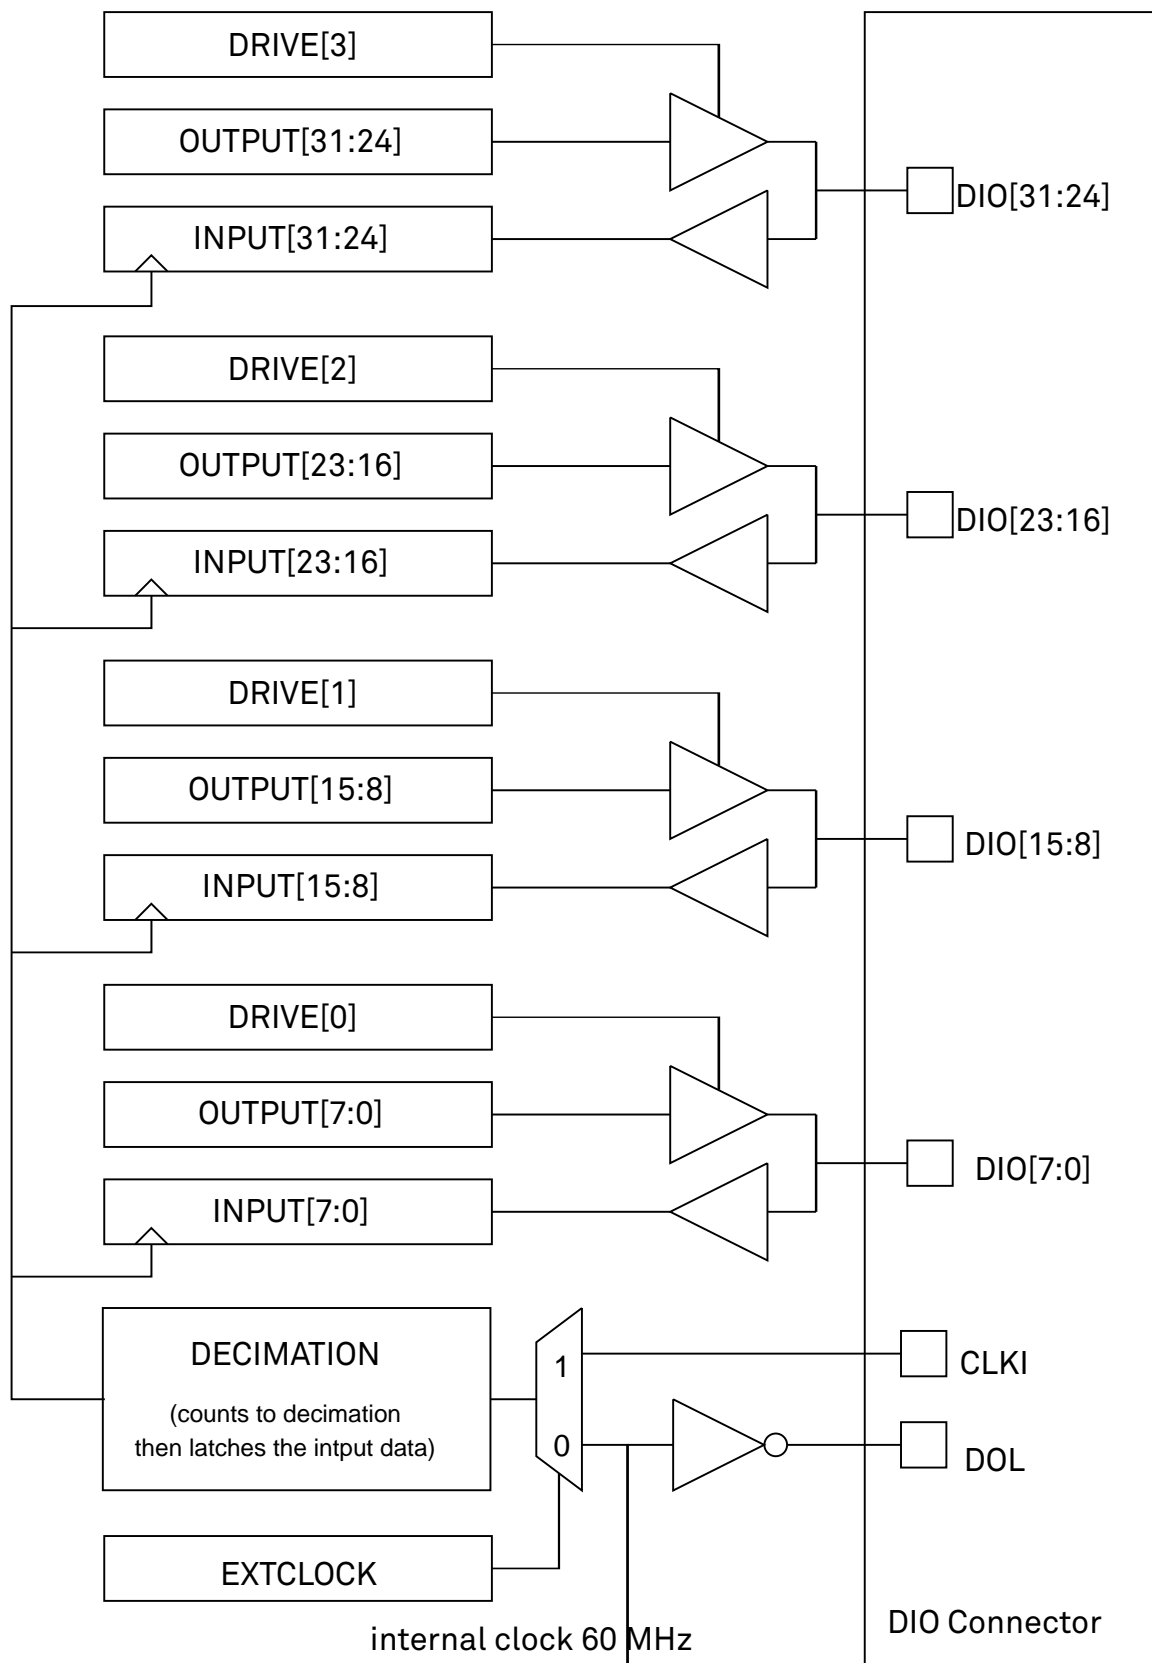 DRIVE[3]
OUTPUT[31:24]
DIO[31:24]
INPUT[31:24]
DRIVE[2]
OUTPUT[23:16]
DIO[23:16]
INPUT[23:16]
DRIVE[1]
OUTPUT[15:8]
DIO[15:8]
INPUT[15:8]
DRIVE[0]
OUTPUT[7:0]
DIO[7:0]
INPUT[7:0]
DECIMATION
(counts to decimation
then latches the intput data)
1
0
CLKI
DOL
EXTCLOCK
internal clock 60 MHz
DIO Connector